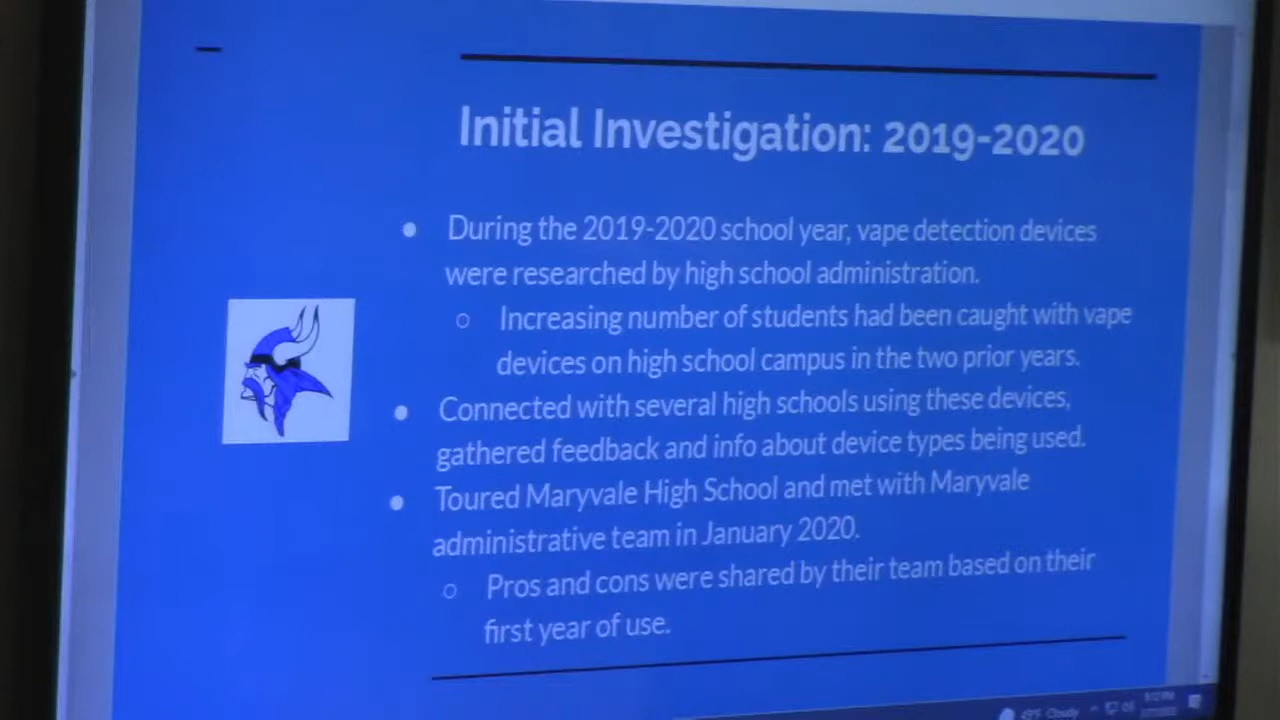 Initial Investigation: 2019-2020
● During the 2019-2020 school year, vape detection devices
were researched by high school administration.
○ Increasing number of students had been caught with vape
devices on high school campus in the two prior years.
● Connected with several high schools using these devices,
gathered feedback and info about device types being used.
● Toured Maryvale High School and met with Maryvale
administrative team in January 2020.
○ Pros and cons were shared by their team based on their
first year of use.
Cloudy